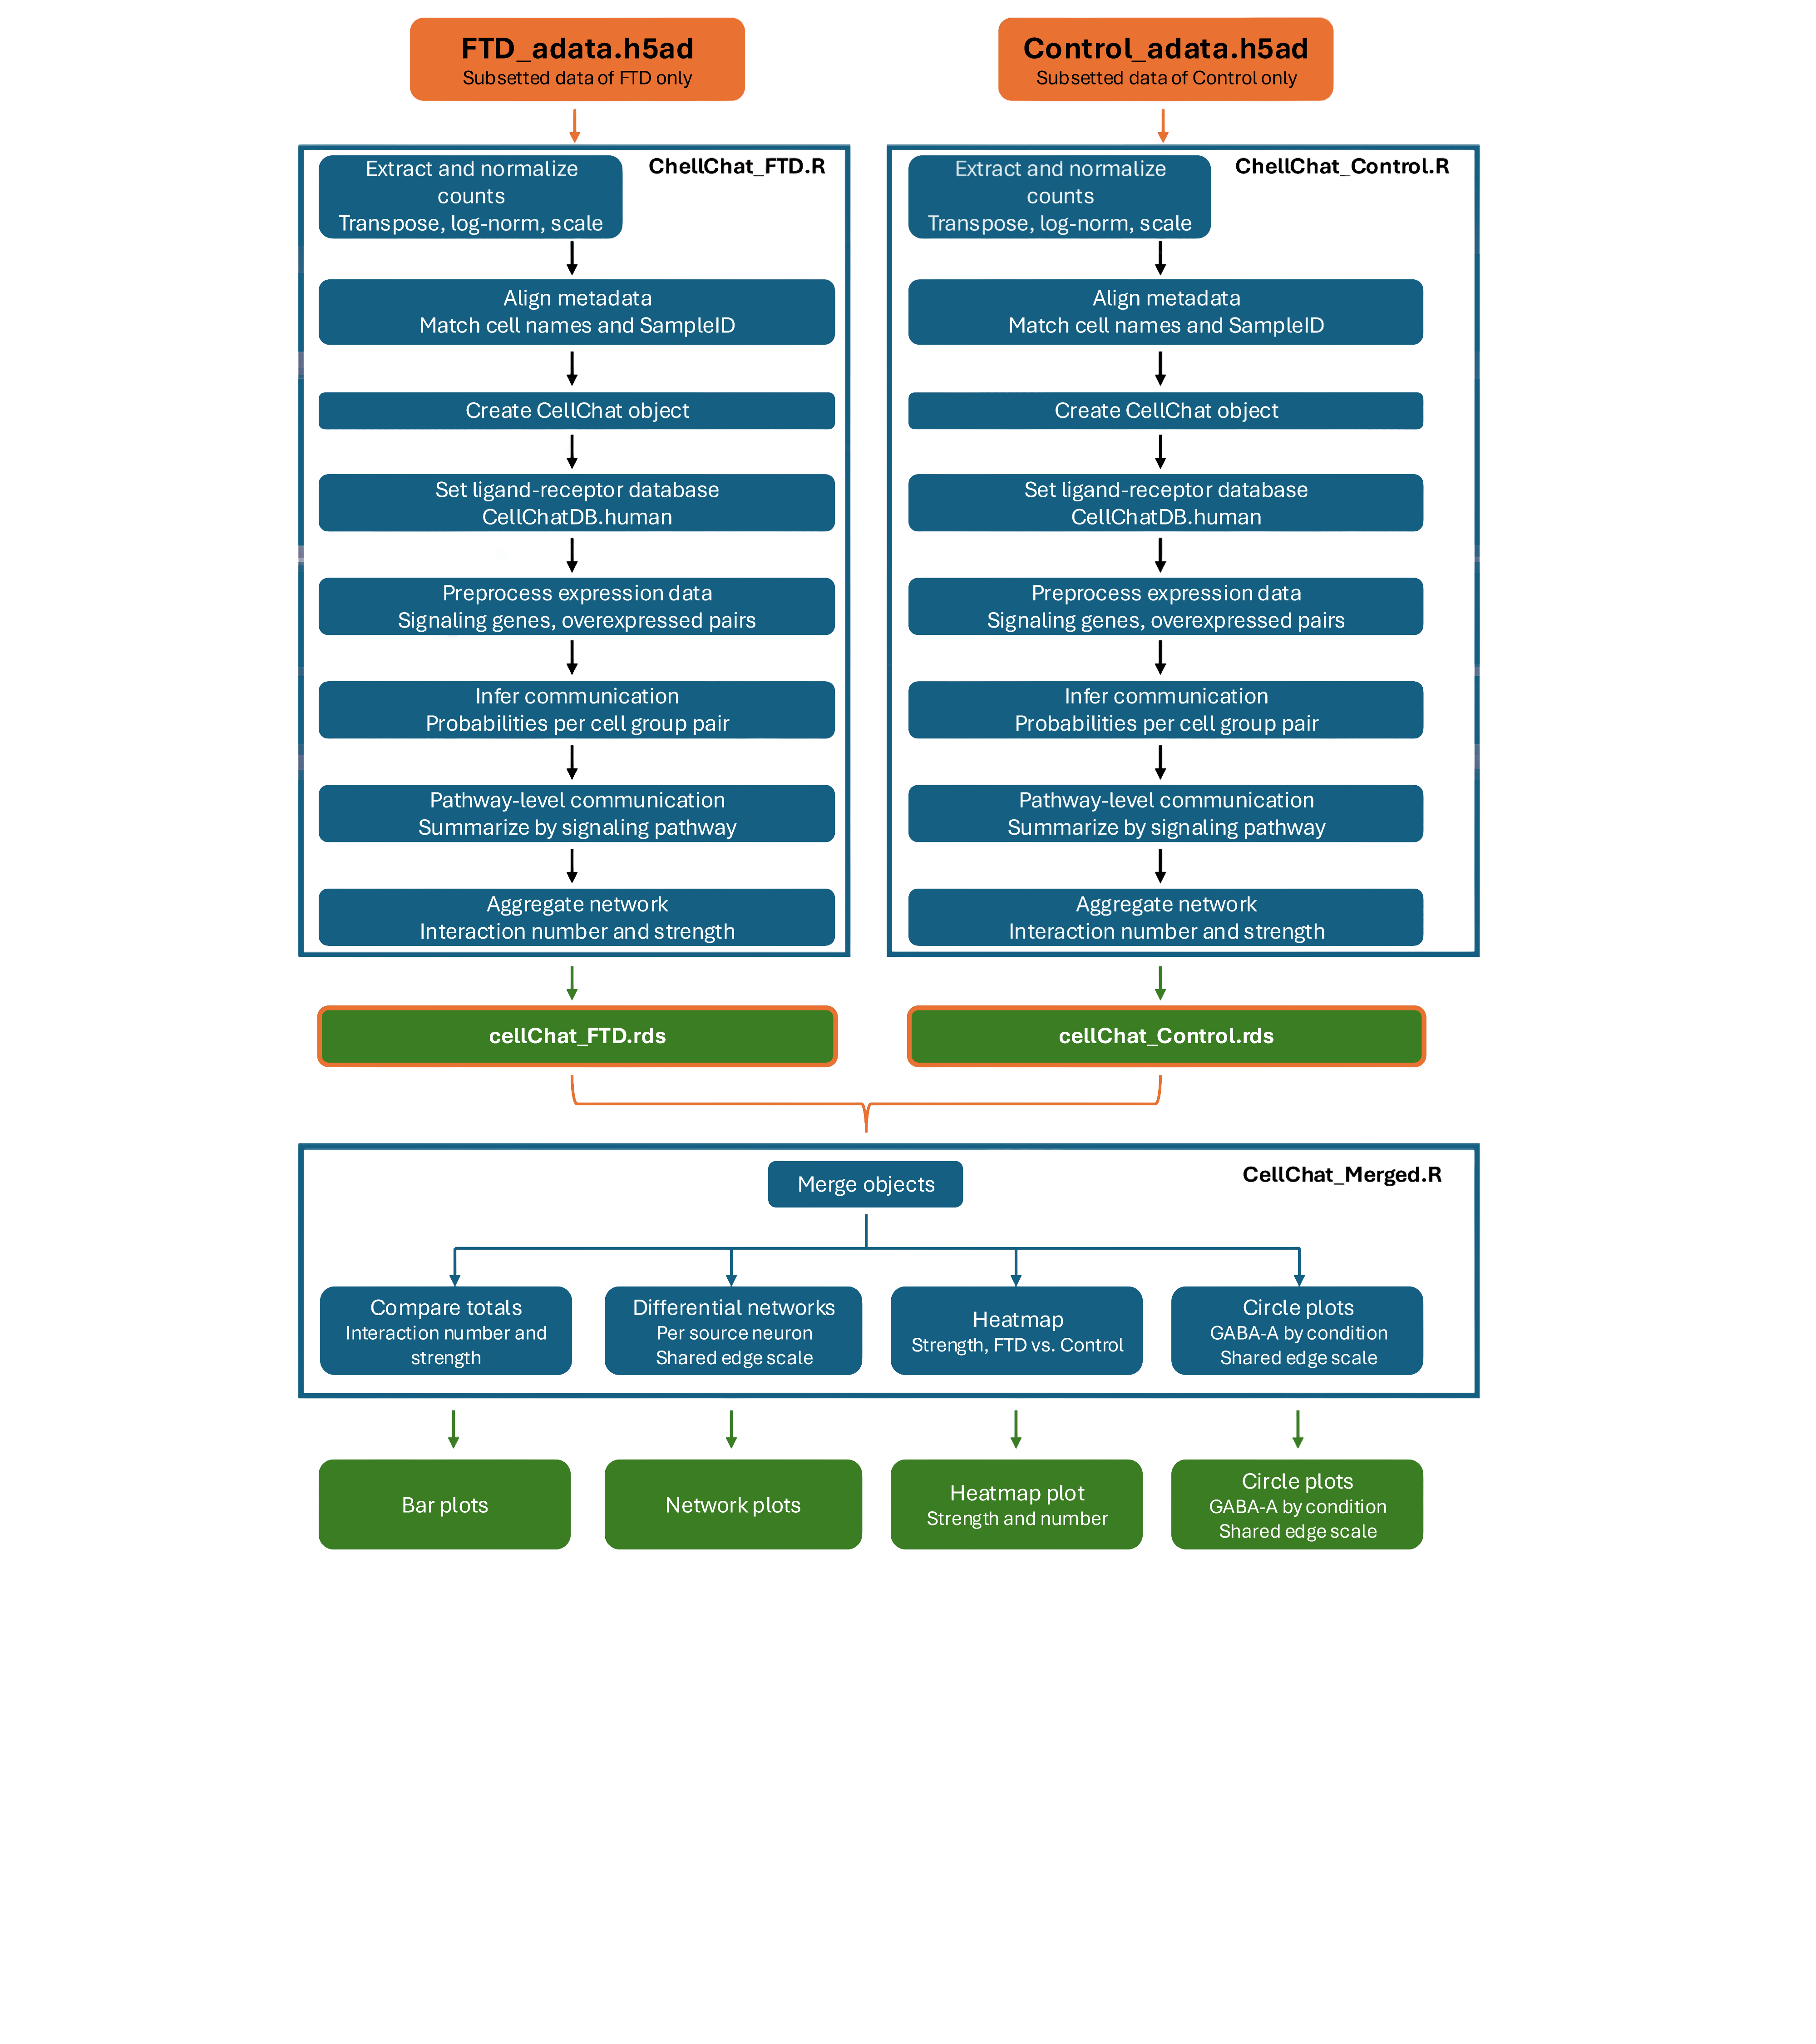 FTD_adata.h5ad
Subsetted data of FTD only
Control_adata.h5ad
Subsetted data of Control only
ChellChat_FTD.R
Extract and normalize
counts
Transpose, log-norm, scale
Align metadata
Match cell names and SampleID
Create CellChat object
Set ligand-receptor database
CellChatDB.human
Preprocess expression data
Signaling genes, overexpressed pairs
Infer communication
Probabilities per cell group pair
Pathway-level communication
Summarize by signaling pathway
Aggregate network
Interaction number and strength
ChellChat_Control.R
Extract and normalize
counts
Transpose, log-norm, scale
Align metadata
Match cell names and SampleID
Create CellChat object
Set ligand-receptor database
CellChatDB.human
Preprocess expression data
Signaling genes, overexpressed pairs
Infer communication
Probabilities per cell group pair
Pathway-level communication
Summarize by signaling pathway
Aggregate network
Interaction number and strength
cellChat_FTD.rds
cellChat_Control.rds
CellChat_Merged.R
Merge objects
Compare totals
Interaction number and
strength
Differential networks
Per source neuron
Shared edge scale
Heatmap
Strength, FTD vs. Control
Circle plots
GABA-A by condition
Shared edge scale
Bar plots
Network plots
Heatmap plot
Strength and number
Circle plots
GABA-A by condition
Shared edge scale